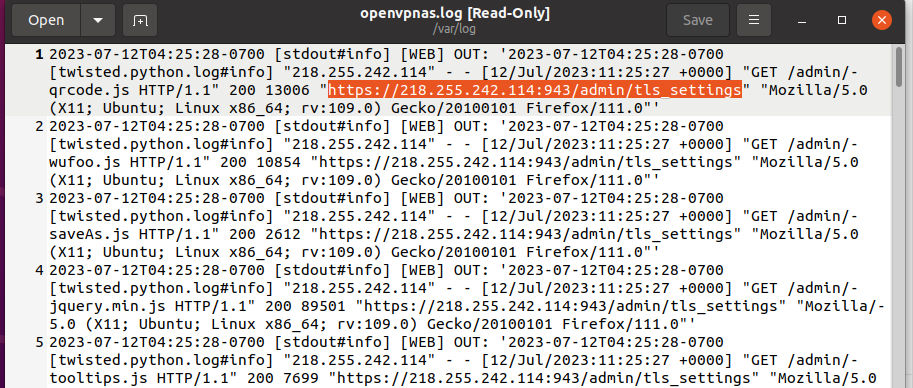 Open
openvpnas.log [Read-Only]
/var/log
Save
1 2023-07-12T04:25:28-0700 [stdout#info] [WEB] OUT: '2023-07-12T04:25:28-0700
[twisted.python.log#info] "218.255.242.114" - - [12/Jul/2023:11:25:27 +0000] "GET /admin/-
qrcode.js HTTP/1.1" 200 13006 "https://218.255.242.114:943/admin/tls_settings" "Mozilla/5.0
(X11; Ubuntu; Linux x86_64; rv:109.0) Gecko/20100101 Firefox/111.0"'
2 2023-07-12T04:25:28-0700 [stdout#info] [WEB] OUT: '2023-07-12T04:25:28-0700
[twisted.python.log#info] "218.255.242.114" - - [12/Jul/2023:11:25:27 +0000] "GET /admin/-
wufoo.js HTTP/1.1" 200 10854 "https://218.255.242.114:943/admin/tls_settings" "Mozilla/5.0
(X11; Ubuntu; Linux x86_64; rv:109.0) Gecko/20100101 Firefox/111.0"'
3 2023-07-12T04:25:28-0700 [stdout#info] [WEB] OUT: '2023-07-12T04:25:28-0700
[twisted.python.log#info] "218.255.242.114" - - [12/Jul/2023:11:25:27 +0000] "GET /admin/-
saveAs.js HTTP/1.1" 200 2612 "https://218.255.242.114:943/admin/tls_settings" "Mozilla/5.0
(X11; Ubuntu; Linux x86_64; rv:109.0) Gecko/20100101 Firefox/111.0"'
4 2023-07-12T04:25:28-0700 [stdout#info] [WEB] OUT: '2023-07-12T04:25:28-0700
[twisted.python.log#info] "218.255.242.114" - - [12/Jul/2023:11:25:27 +0000] "GET /admin/-
jquery.min.js HTTP/1.1" 200 89501 "https://218.255.242.114:943/admin/tls_settings" "Mozilla/-
5.0 (X11; Ubuntu; Linux x86_64; rv:109.0) Gecko/20100101 Firefox/111.0"'
5 2023-07-12T04:25:28-0700 [stdout#info] [WEB] OUT: '2023-07-12T04:25:28-0700
[twisted.python.log#info] "218.255.242.114" - - [12/Jul/2023:11:25:27 +0000] "GET /admin/-
tooltips.js HTTP/1.1" 200 7699 "https://218.255.242.114:943/admin/tls_settings" "Mozilla/5.0